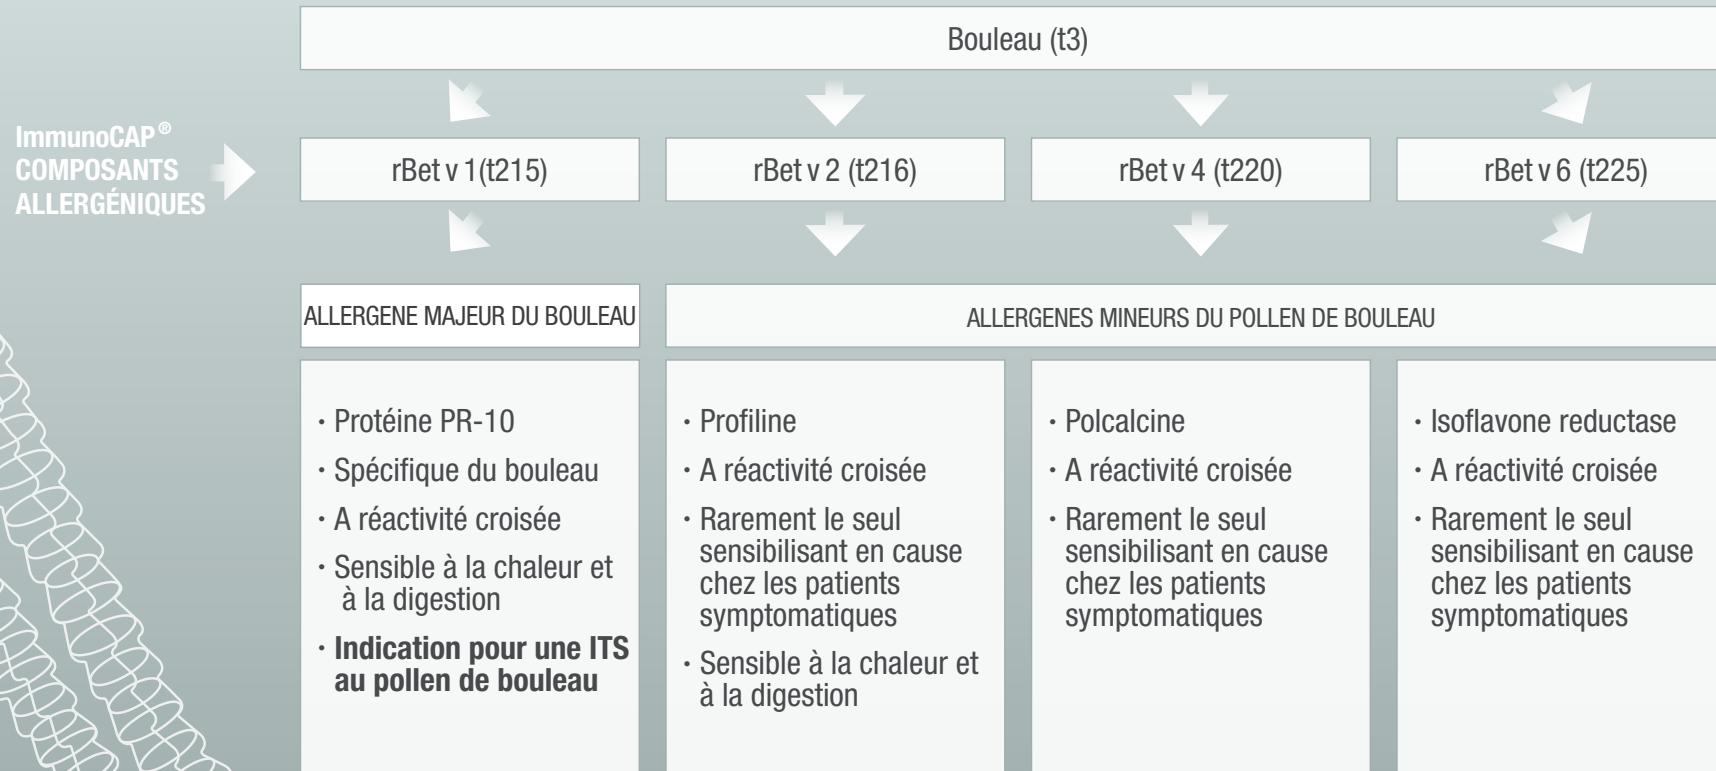 Bouleau (t3)
ImmunoCAP®
COMPOSANTS
ALLERGÉNIQUES
rBet v 1(t215)
rBet v 2 (t216)
rBet v 4 (t220)
rBet v 6 (t225)
ALLERGENE MAJEUR DU BOULEAU
ALLERGENES MINEURS DU POLLEN DE BOULEAU
· Protéine PR-10
· Spécifique du bouleau
· A réactivité croisée
· Sensible à la chaleur et
à la digestion
· Indication pour une ITS
au pollen de bouleau
· Profiline
· A réactivité croisée
· Rarement le seul
sensibilisant en cause
chez les patients
symptomatiques
· Sensible à la chaleur et
à la digestion
· Polcalcine
· A réactivité croisée
· Rarement le seul
sensibilisant en cause
chez les patients
symptomatiques
· Isoflavone reductase
· A réactivité croisée
· Rarement le seul
sensibilisant en cause
chez les patients
symptomatiques